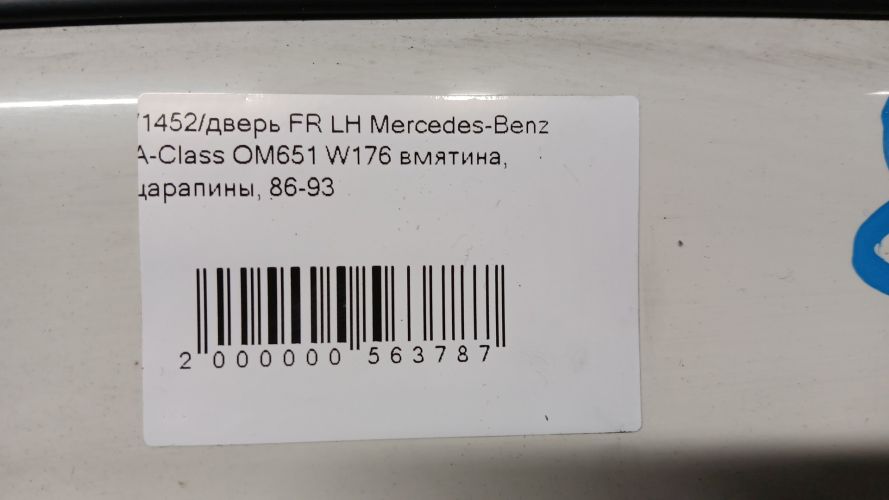 /1452/дверь FR LH Mercedes-Benz
A-Class OM651 W176 вмятина,
царапины, 86-93
2 000000 563787